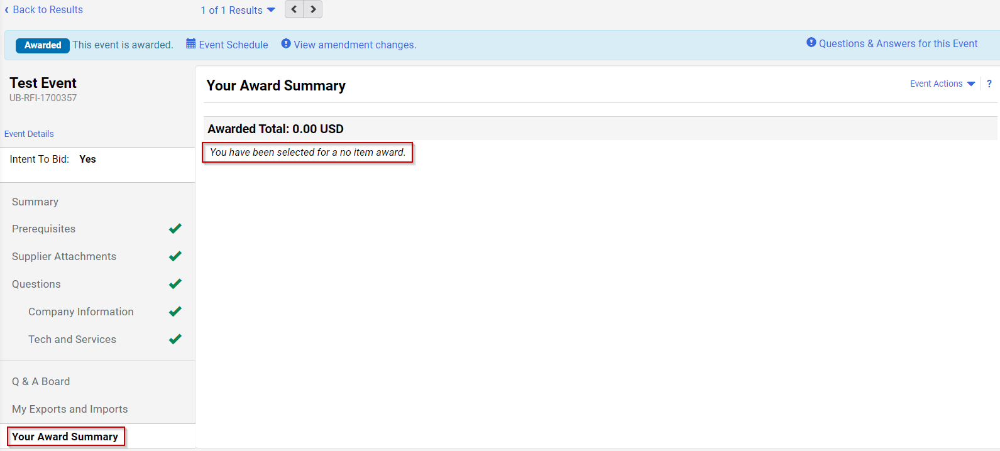 Back to Results
1 of 1 Results
Awarded This event is awarded. Event Schedule View amendment changes. Questions & Answers for this Event
Test Event
UB-RFI-1700357
Event Details
Intent To Bid: Yes
Summary
Prerequisites
Supplier Attachments
Questions
Company Information
Tech and Services
Q & A Board
My Exports and Imports
Your Award Summary
Your Award Summary
Event Actions ?
Awarded Total: 0.00 USD
You have been selected for a no item award.